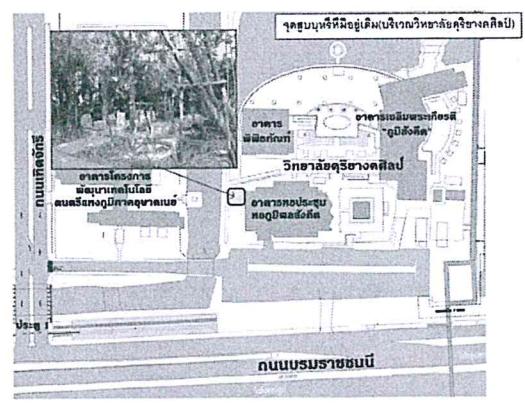 จุดสูบบุหรี่ที่มีอยู่เดิม(บริเวณวิทยาลัยดุริยางคศิลป์)
อาคาร
พิพิธภัณฑ์
อาคารเฉลิมพระเกียรติ
"ภูมิสังคีต"
วิทยาลัยดุริยางคศิลป์
อาคารโครงการ
พัฒนาเทคโนโลยี
ดนตรีแห่งภูมิภาคอุษาคเนย์
อาคารหอประชุม
หอภูมิพลสังคีต
ถนนเทิดจักรี
ประตู 1
ถนนบรมราชชนนี